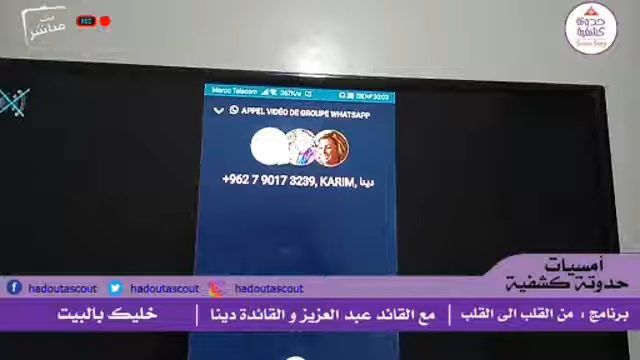 بث
مباشر
REC
حدوتة
كشفية
Maroc Telecom
APPEL VIDÉO DE GROUPE WHATSAPP
+962 7 9017 3239, KARIM, دينا
أمسيات
حدوتة كشفية
hadoutascout hadoutascout hadoutascout
برنامج : من القلب الى القلب | مع القائد عبد العزيز و القائدة دينا | خليك بالبيت